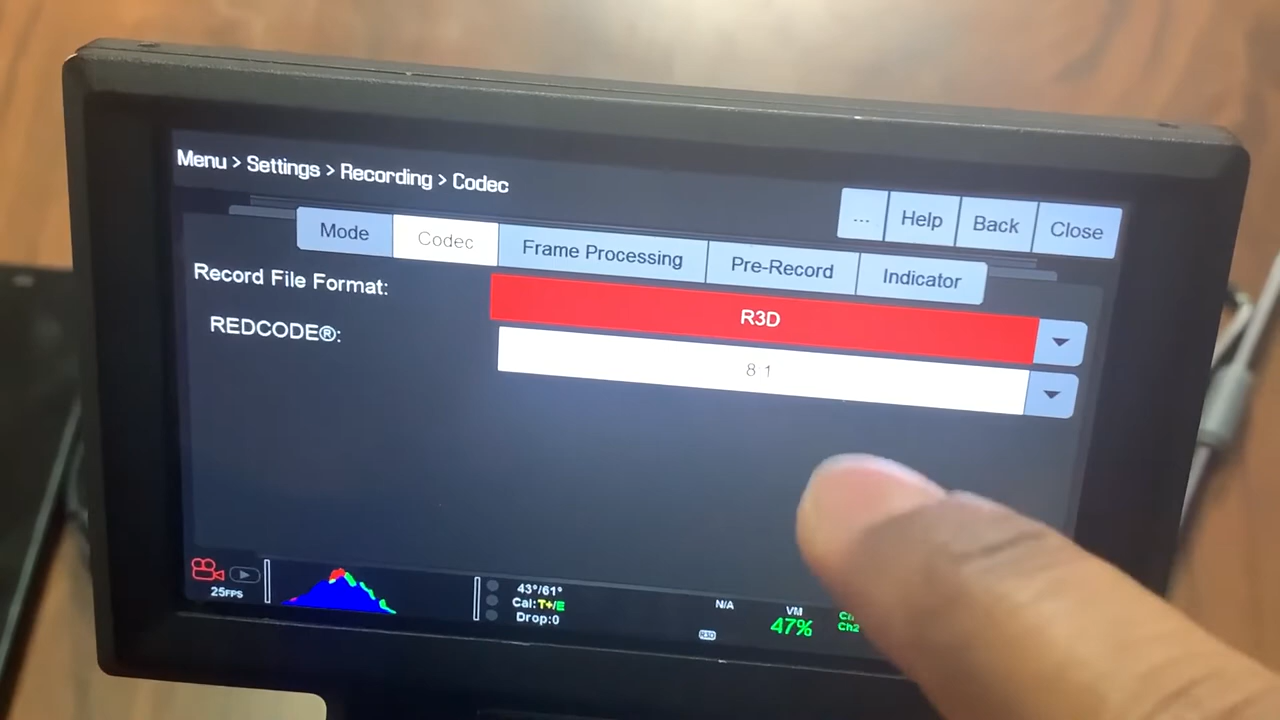 Menu > Settings > Recording > Codec
... Help Back Close
Mode Codec Frame Processing Pre-Record Indicator
Record File Format: R3D
REDCODE®: 8 1
25FPS
43°/61°
Cal:T+/E
Drop:0
N/A
R3D
VM
47%
Ch2